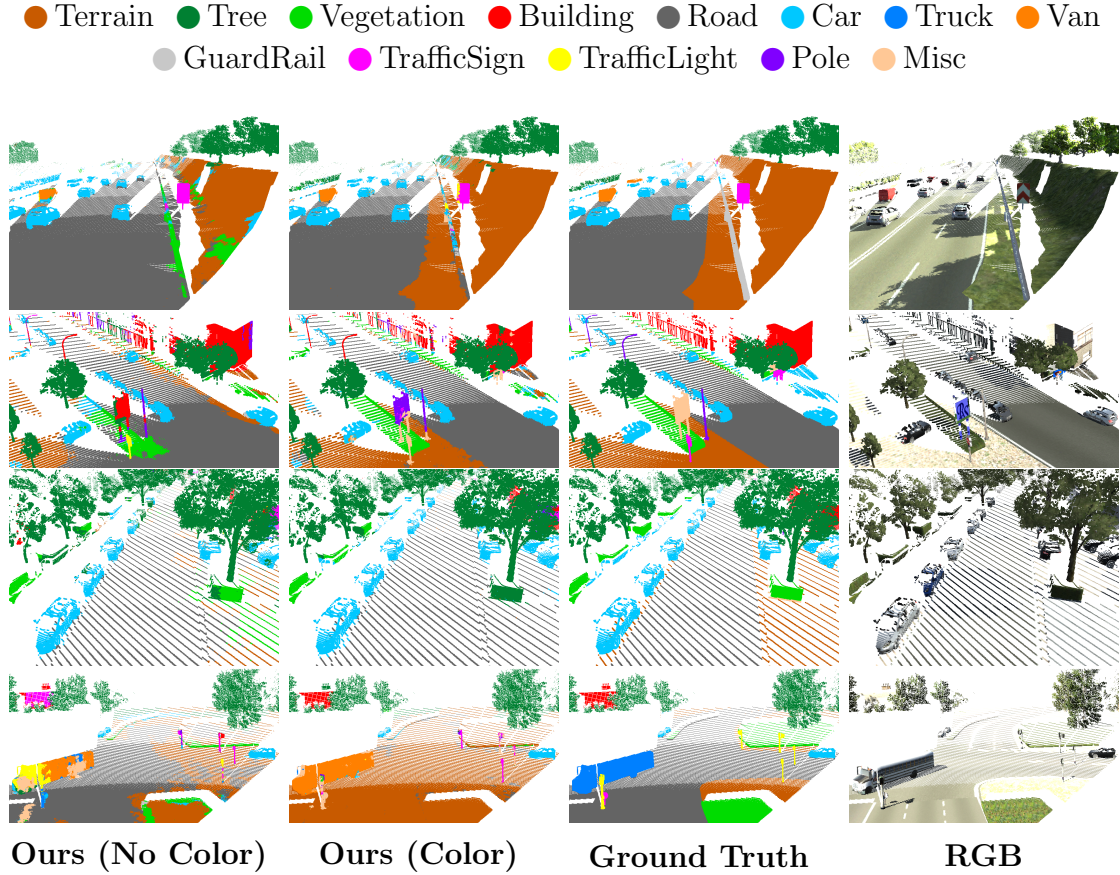 Terrain Tree Vegetation Building Road Car Truck Van
GuardRail TrafficSign TrafficLight Pole Misc
Ours (No Color) Ours (Color) Ground Truth RGB